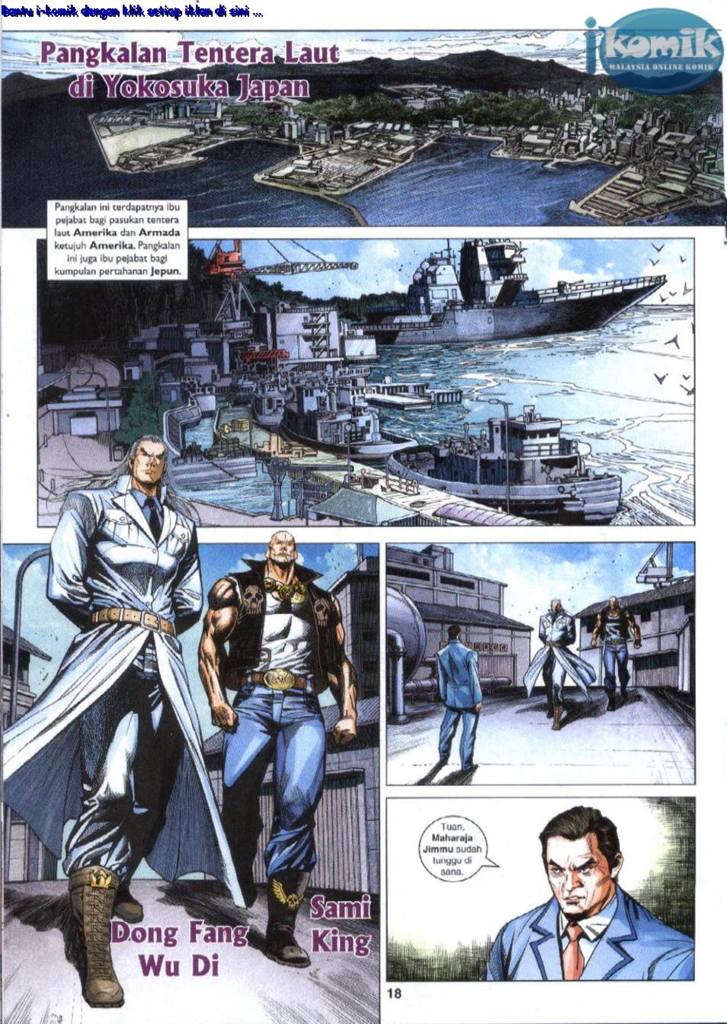 Bantu i-komik dengan klik setiap iklan di sini ...
ikomik
MALAYSIA ONLINE KOMIK
Pangkalan Tentera Laut
di Yokosuka Japan
Pangkalan ini terdapatnya ibu
pejabat bagi pasukan tentera
laut Amerika dan Armada
ketujuh Amerika. Pangkalan
ini juga ibu pejabat bagi
kumpulan pertahanan Jepun.
Dong Fang
Wu Di
Sami
King
Tuan,
Maharaja
Jimmu sudah
tunggu di
sana.
18